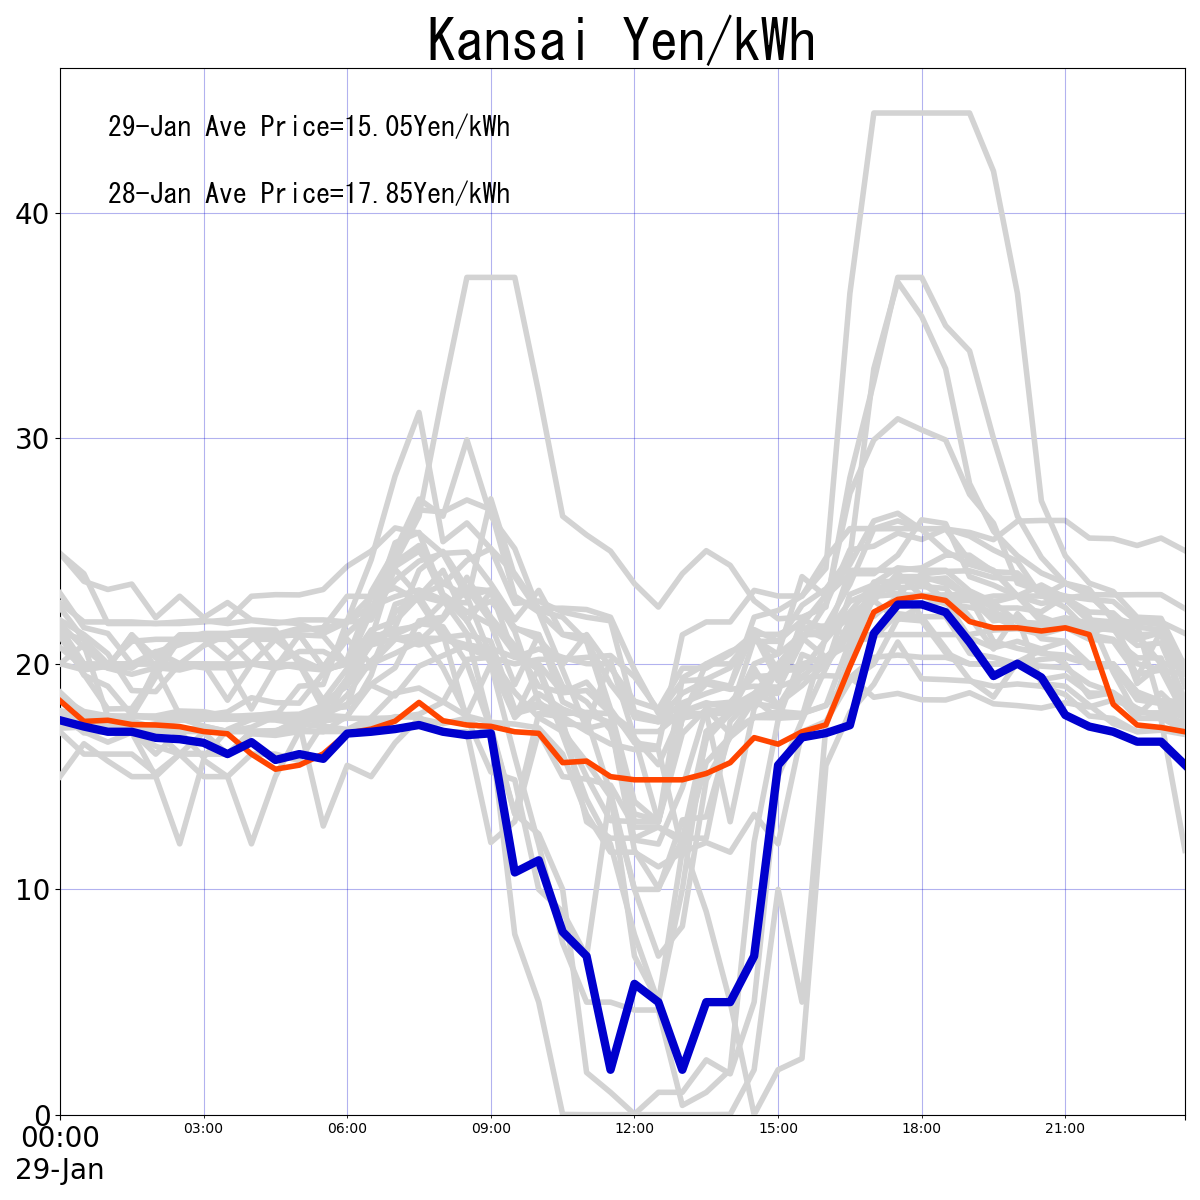 Kansai Yen/kWh
29-Jan Ave Price=15.05Yen/kWh
28-Jan Ave Price=17.85Yen/kWh
40
30
20
10
0
00:00 03:00 06:00 09:00 12:00 15:00 18:00 21:00
29-Jan